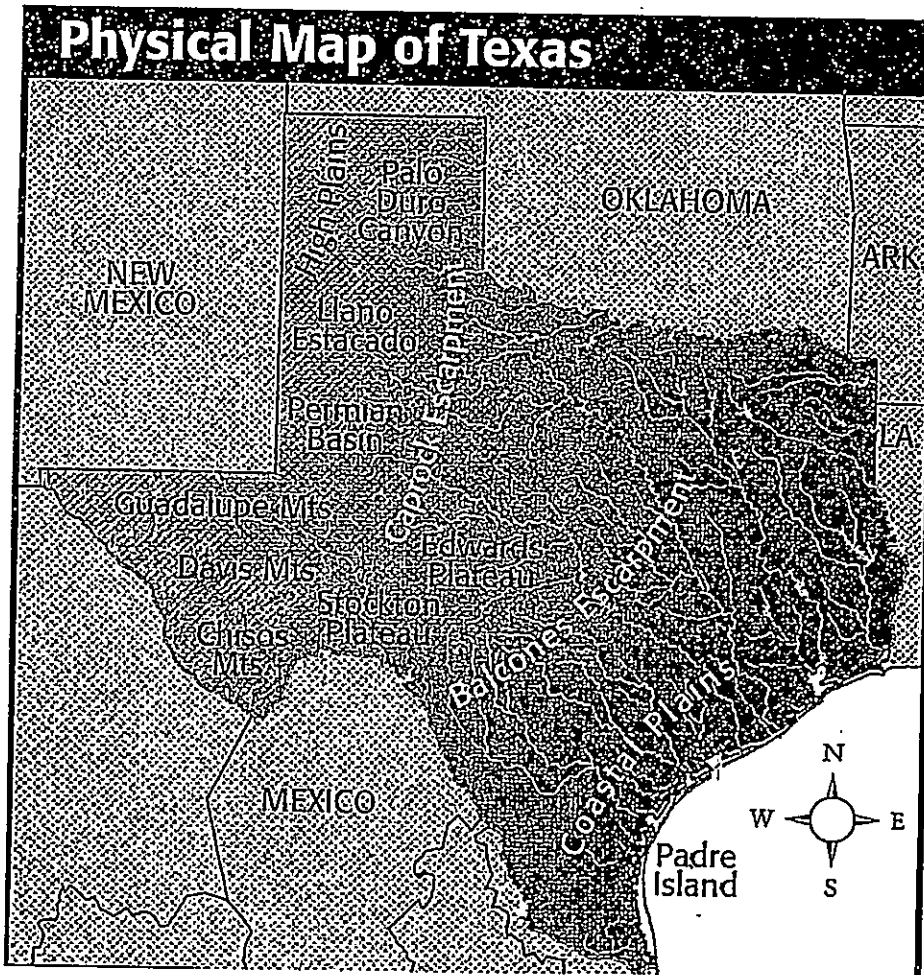 Physical Map of Texas
High Plains
Palo
Duro
Canyon
OKLAHOMA
ARK
NEW
MEXICO
Llano
Estacado
Caprock Escarpment
Permian
Basin
LA
Guadalupe Mts
Davis Mts
Edwards
Plateau
Stockton
Plateau
Chisos
Mts
Balcones Escarpment
Coastal Plains
MEXICO
Padre
Island
N
W
E
S